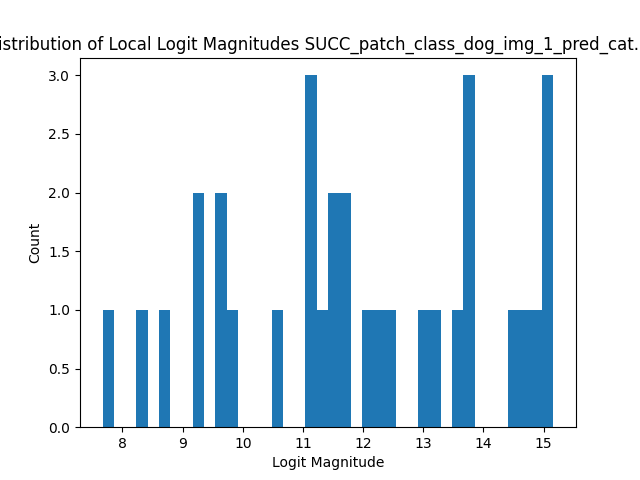 istribution of Local Logit Magnitudes SUCC_patch_class_dog_img_1_pred_cat.
3.0
2.5
2.0
1.5
1.0
0.5
0.0
Count
8 9 10 11 12 13 14 15
Logit Magnitude